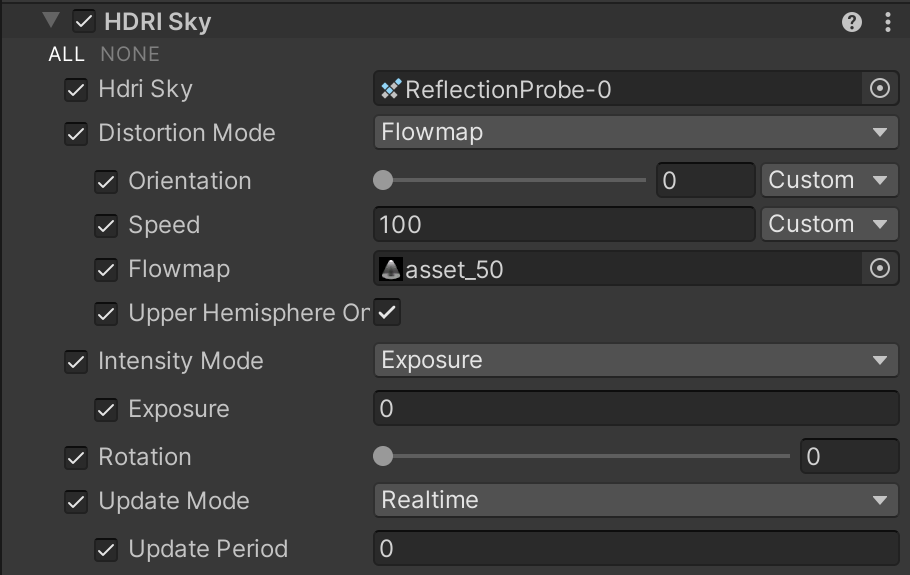 HDRI Sky
ALL NONE
Hdri Sky ReflectionProbe-0
Distortion Mode Flowmap
Orientation 0 Custom
Speed 100 Custom
Flowmap asset_50
Upper Hemisphere On
Intensity Mode Exposure
Exposure 0
Rotation 0
Update Mode Realtime
Update Period 0